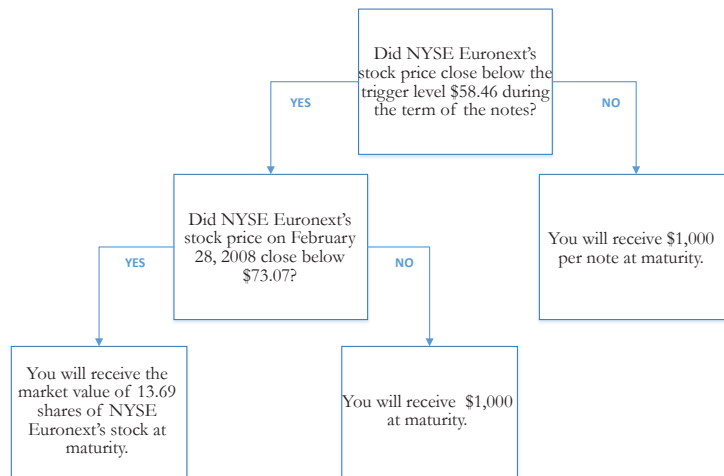 Did NYSE Euronext's
stock price close below the
trigger level $58.46 during
the term of the notes?
YES
NO
Did NYSE Euronext's
stock price on February
28, 2008 close below
$73.07?
You will receive $1,000
per note at maturity.
YES
NO
You will receive the
market value of 13.69
shares of NYSE
Euronext's stock at
maturity.
You will receive $1,000
at maturity.